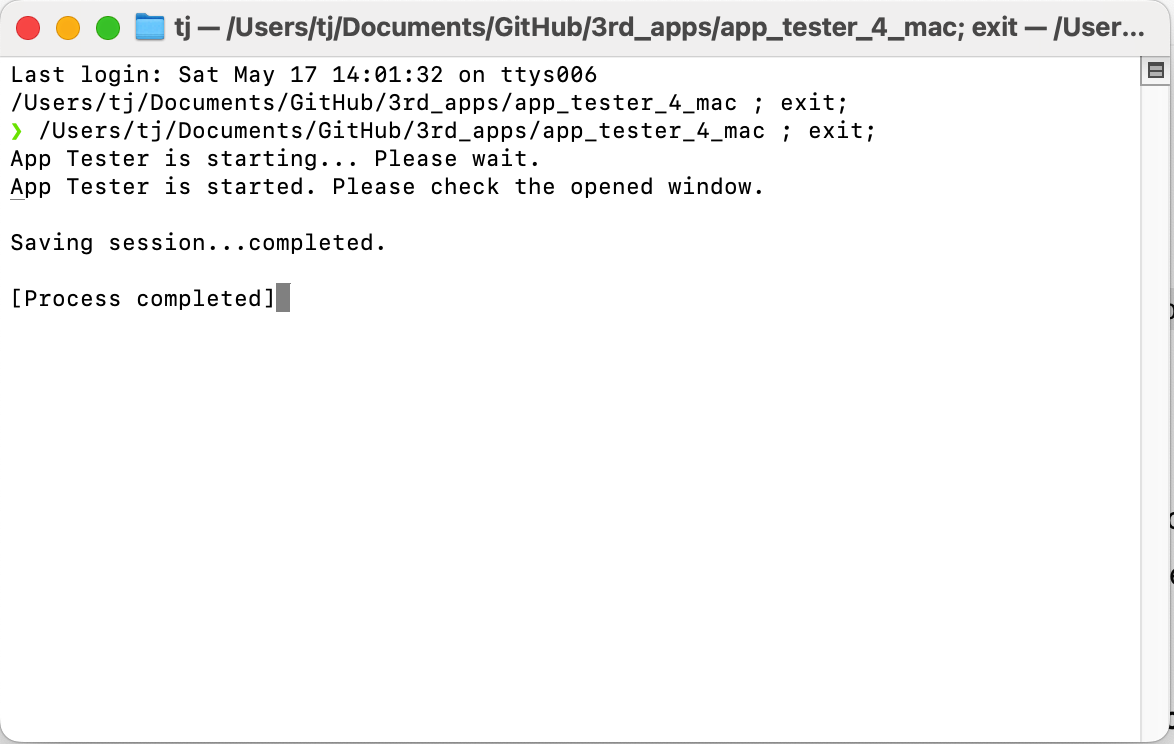 tj — /Users/tj/Documents/GitHub/3rd_apps/app_tester_4_mac; exit — /User...
Last login: Sat May 17 14:01:32 on ttys006
/Users/tj/Documents/GitHub/3rd_apps/app_tester_4_mac ; exit;
❯ /Users/tj/Documents/GitHub/3rd_apps/app_tester_4_mac ; exit;
App Tester is starting... Please wait.
App Tester is started. Please check the opened window.
Saving session...completed.
[Process completed]